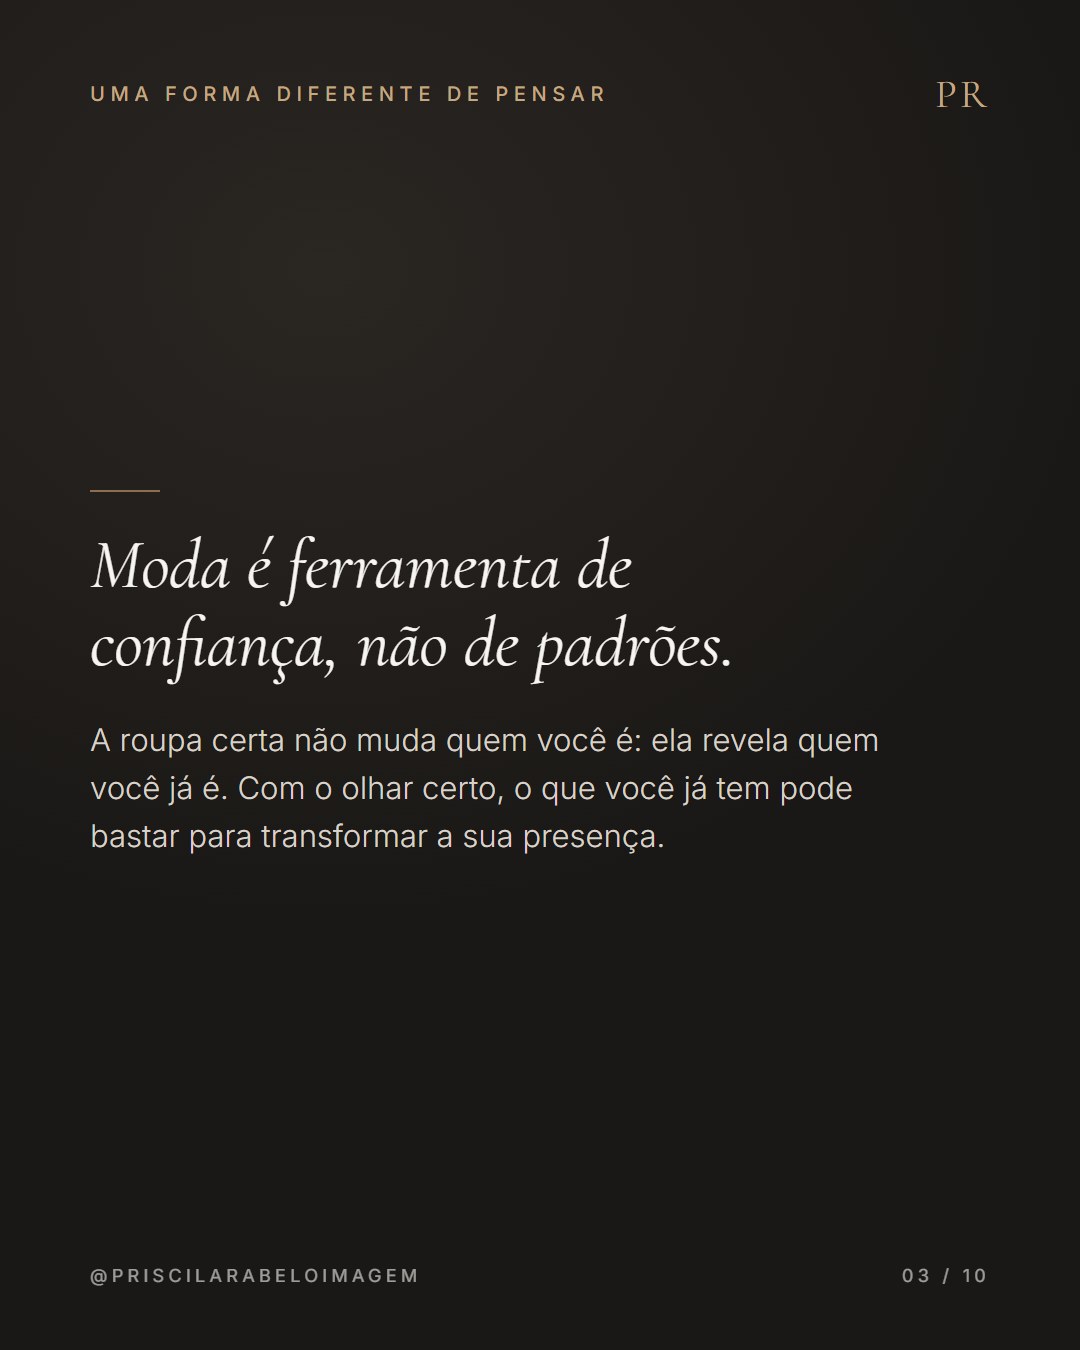 UMA FORMA DIFERENTE DE PENSAR
PR
Moda é ferramenta de
confiança, não de padrões.
A roupa certa não muda quem você é: ela revela quem
você já é. Com o olhar certo, o que você já tem pode
bastar para transformar a sua presença.
@PRISCILARABELOIMAGEM
03 / 10